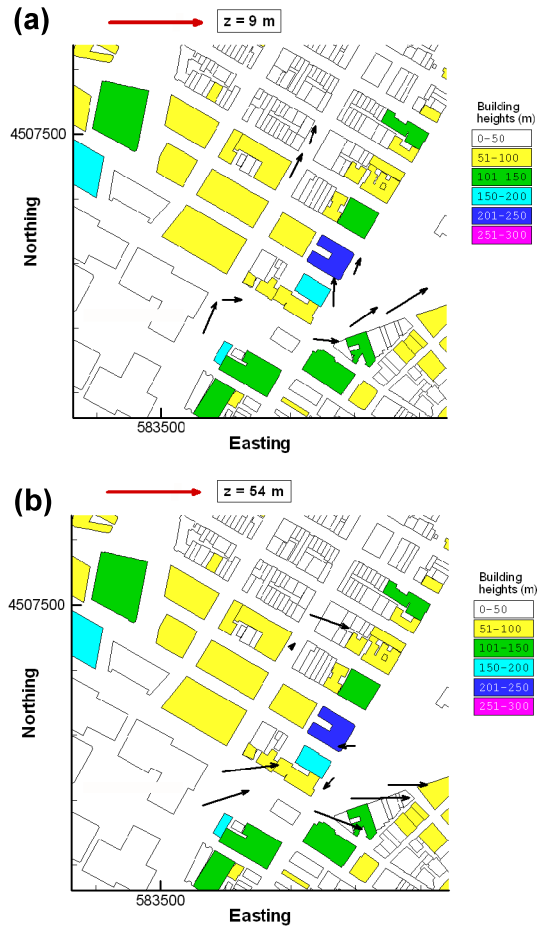 (a)
z = 9 m
Building
heights (m)
0-50
51-100
101-150
150-200
201-250
251-300
4507500
Northing
583500
Easting
(b)
z = 54 m
Building
heights (m)
0-50
51-100
101-150
150-200
201-250
251-300
4507500
Northing
583500
Easting